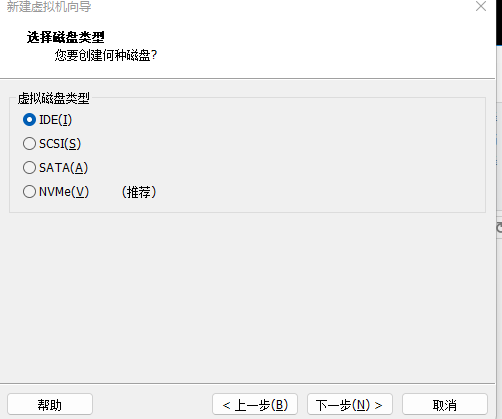 新建虚拟机向导
选择磁盘类型
您要创建何种磁盘?
虚拟磁盘类型
IDE(I)
SCSI(S)
SATA(A)
NVMe(V) （推荐）
帮助
< 上一步(B)
下一步(N) >
取消